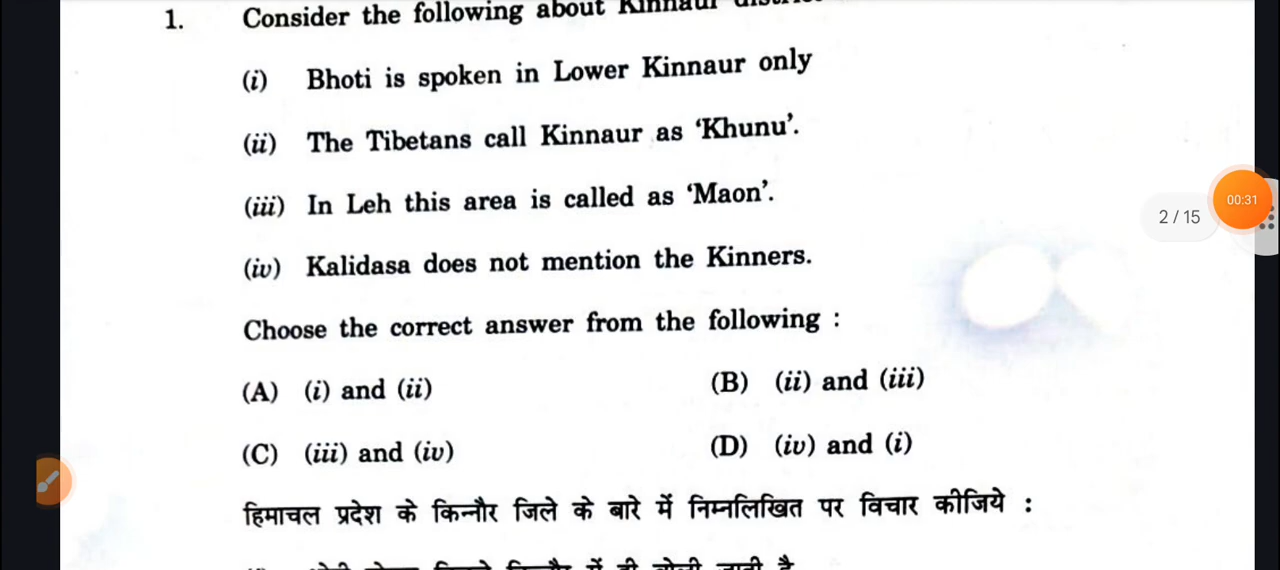 1. Consider the following about Kinnaur
(i) Bhoti is spoken in Lower Kinnaur only
(ii) The Tibetans call Kinnaur as ‘Khunu’.
(iii) In Leh this area is called as ‘Maon’.
(iv) Kalidasa does not mention the Kinners.
Choose the correct answer from the following :
(A) (i) and (ii) (B) (ii) and (iii)
(C) (iii) and (iv) (D) (iv) and (i)
हिमाचल प्रदेश के किन्नौर जिले के बारे में निम्नलिखित पर विचार कीजिये :
2 / 15
00:31